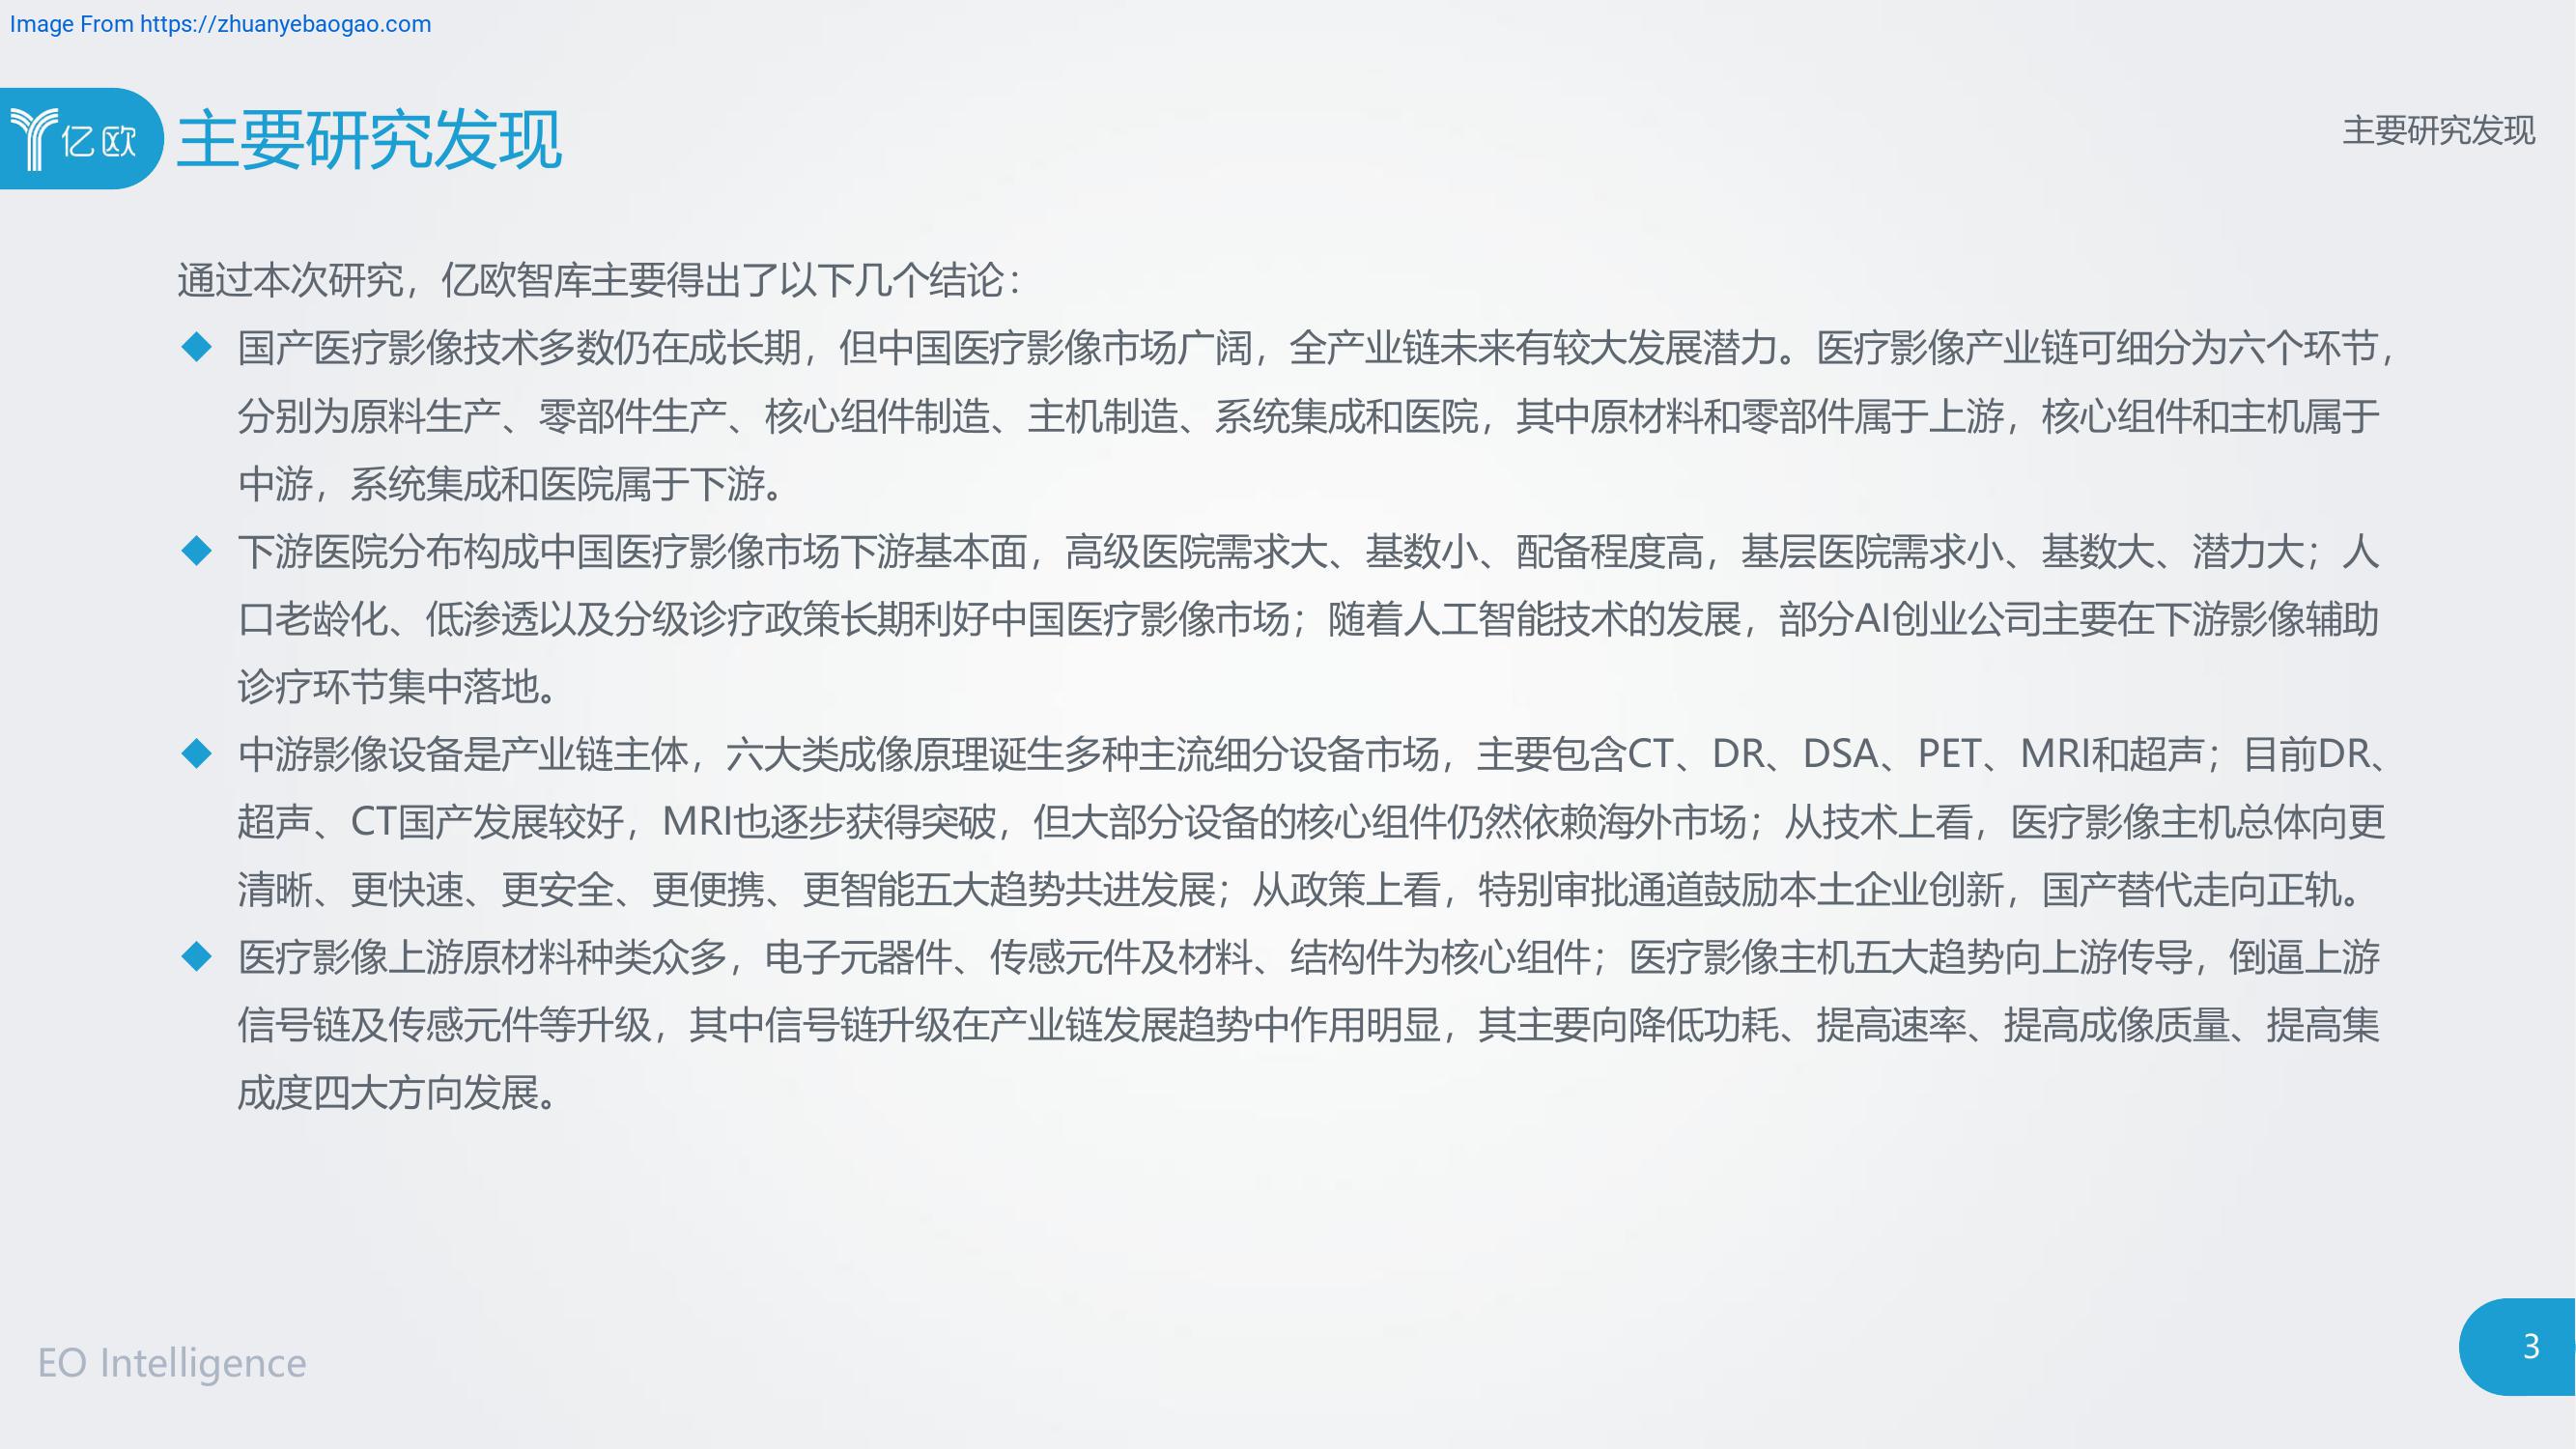 Image From https://zhuanyebaogao.com
亿欧
主要研究发现
主要研究发现
通过本次研究，亿欧智库主要得出了以下几个结论：
国产医疗影像技术多数仍在成长期，但中国医疗影像市场广阔，全产业链未来有较大发展潜力。医疗影像产业链可细分为六个环节，
分别为原料生产、零部件生产、核心组件制造、主机制造、系统集成和医院，其中原材料和零部件属于上游，核心组件和主机属于
中游，系统集成和医院属于下游。
下游医院分布构成中国医疗影像市场下游基本面，高级医院需求大、基数小、配备程度高，基层医院需求小、基数大、潜力大；人
口老龄化、低渗透以及分级诊疗政策长期利好中国医疗影像市场；随着人工智能技术的发展，部分AI创业公司主要在下游影像辅助
诊疗环节集中落地。
中游影像设备是产业链主体，六大类成像原理诞生多种主流细分设备市场，主要包含CT、DR、DSA、PET、MRI和超声；目前DR、
超声、CT国产发展较好，MRI也逐步获得突破，但大部分设备的核心组件仍然依赖海外市场；从技术上看，医疗影像主机总体向更
清晰、更快速、更安全、更便携、更智能五大趋势共进发展；从政策上看，特别审批通道鼓励本土企业创新，国产替代走向正轨。
医疗影像上游原材料种类众多，电子元器件、传感元件及材料、结构件为核心组件；医疗影像主机五大趋势向上游传导，倒逼上游
信号链及传感元件等升级，其中信号链升级在产业链发展趋势中作用明显，其主要向降低功耗、提高速率、提高成像质量、提高集
成度四大方向发展。
EO Intelligence
3